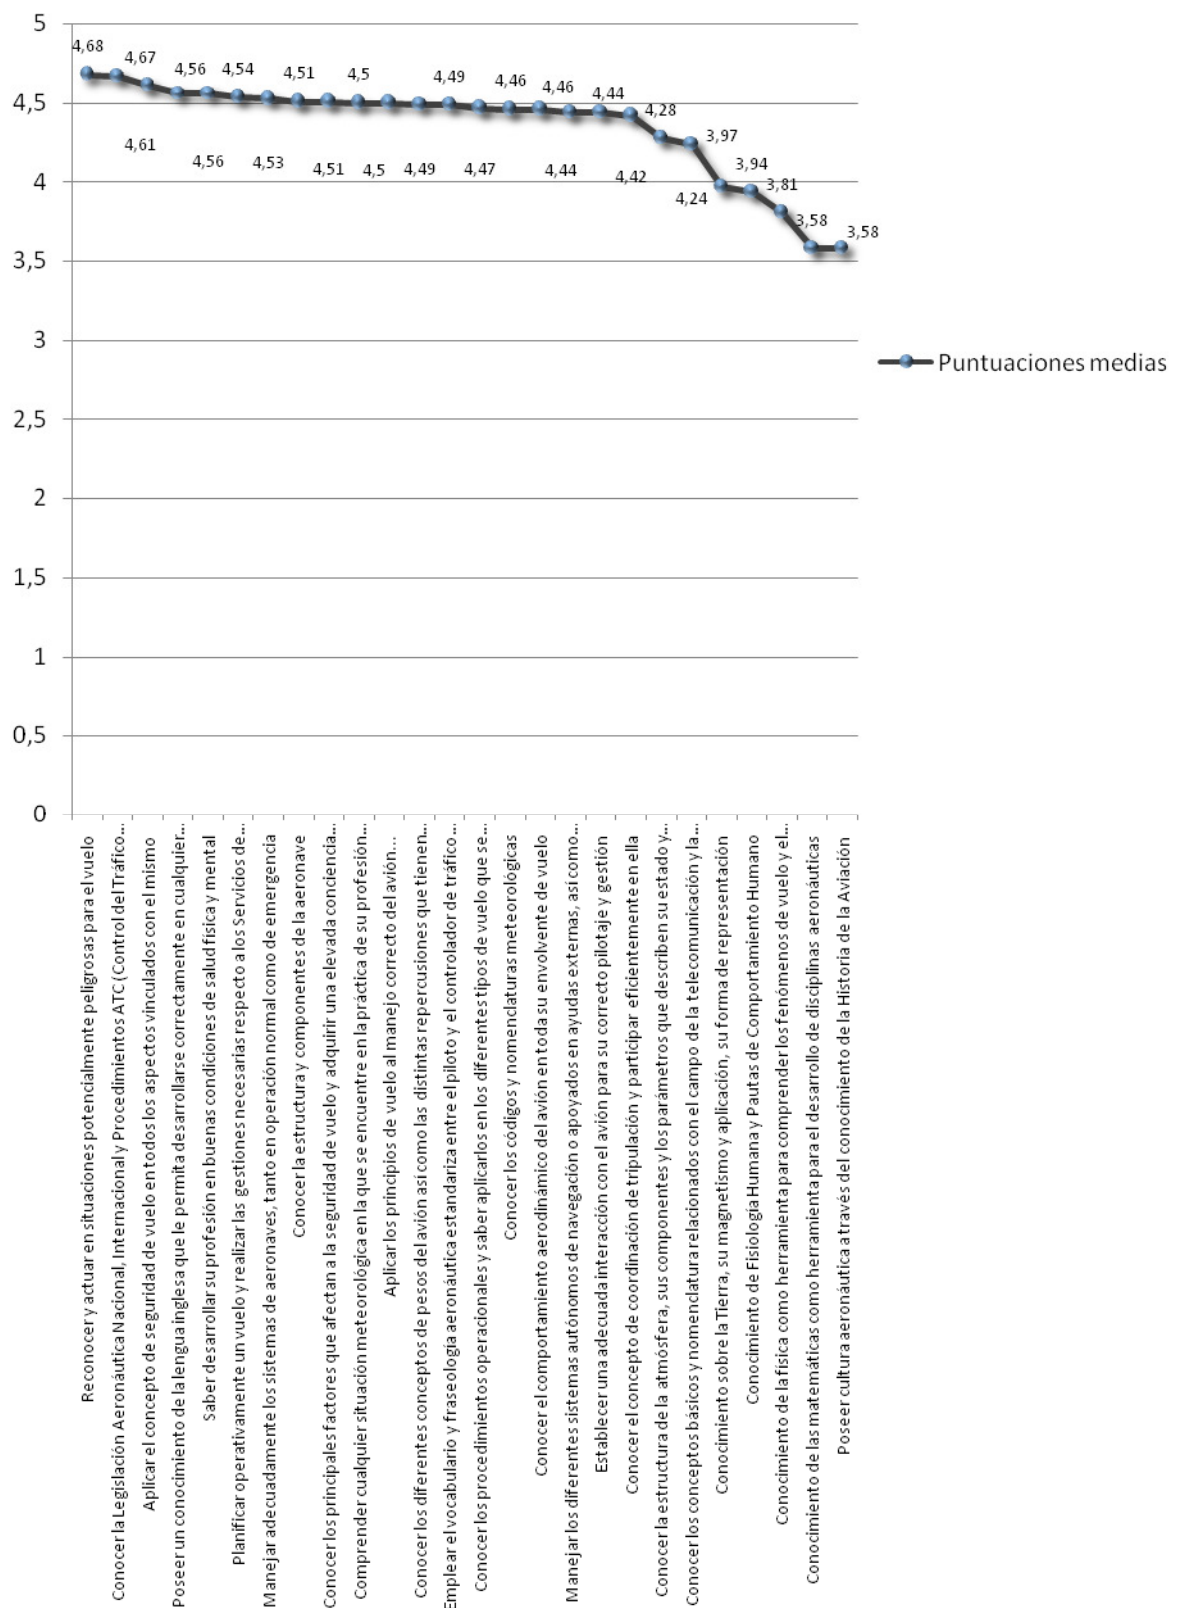 5
4,5
4
3,5
3
2,5
2
1,5
1
0,5
0
4,68
4,67
4,61
4,56
4,56
4,54
4,53
4,51
4,51
4,5
4,5
4,49
4,49
4,47
4,46
4,46
4,44
4,44
4,42
4,28
4,24
3,97
3,94
3,81
3,58
3,58
Puntuaciones medias
Reconocer y actuar en situaciones potencialmente peligrosas para el vuelo
Conocer la Legislación Aeronáutica Nacional, Internacional y Procedimientos ATC (Control del Tráfico...
Aplicar el concepto de seguridad de vuelo en todos los aspectos vinculados con el mismo
Poseer un conocimiento de la lengua inglesa que le permita desarrollarse correctamente en cualquier...
Saber desarrollar su profesión en buenas condiciones de salud física y mental
Planificar operativamente un vuelo y realizar las gestiones necesarias respecto a los Servicios de...
Manejar adecuadamente los sistemas de aeronaves, tanto en operación normal como de emergencia
Conocer la estructura y componentes de la aeronave
Conocer los principales factores que afectan a la seguridad de vuelo y adquirir una elevada conciencia...
Comprender cualquier situación meteorológica en la que se encuentre en la práctica de su profesión...
Aplicar los principios de vuelo al manejo correcto del avión...
Conocer los diferentes conceptos de pesos del avión así como las distintas repercusiones que tienen...
Emplear el vocabulario y fraseología aeronáutica estandariza entre el piloto y el controlador de tráfico...
Conocer los procedimientos operacionales y saber aplicarlos en los diferentes tipos de vuelo que se...
Conocer los códigos y nomenclaturas meteorológicas
Conocer el comportamiento aerodinámico del avión en toda su envolvente de vuelo
Manejar los diferentes sistemas autónomos de navegación o apoyados en ayudas externas, así como...
Establecer una adecuada interacción con el avión para su correcto pilotaje y gestión
Conocer el concepto de coordinación de tripulación y participar eficientemente en ella
Conocer la estructura de la atmósfera, sus componentes y los parámetros que describen su estado y...
Conocer los conceptos básicos y nomenclatura relacionados con el campo de la telecomunicación y la...
Conocimiento sobre la Tierra, su magnetismo y aplicación, su forma de representación
Conocimiento de Fisiología Humana y Pautas de Comportamiento Humano
Conocimiento de la física como herramienta para comprender los fenómenos de vuelo y el...
Conocimiento de las matemáticas como herramienta para el desarrollo de disciplinas aeronáuticas
Poseer cultura aeronáutica a través del conocimiento de la Historia de la Aviación